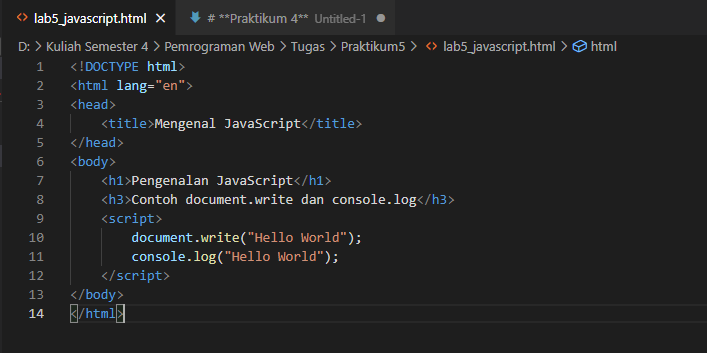 lab5_javascript.html × # **Praktikum 4** Untitled-1 ●
D: > Kuliah Semester 4 > Pemrograman Web > Tugas > Praktikum5 > <> lab5_javascript.html > html
1 <!DOCTYPE html>
2 <html lang="en">
3 <head>
4     <title>Mengenal JavaScript</title>
5 </head>
6 <body>
7     <h1>Pengenalan JavaScript</h1>
8     <h3>Contoh document.write dan console.log</h3>
9     <script>
10         document.write("Hello World");
11         console.log("Hello World");
12     </script>
13 </body>
14 </html>